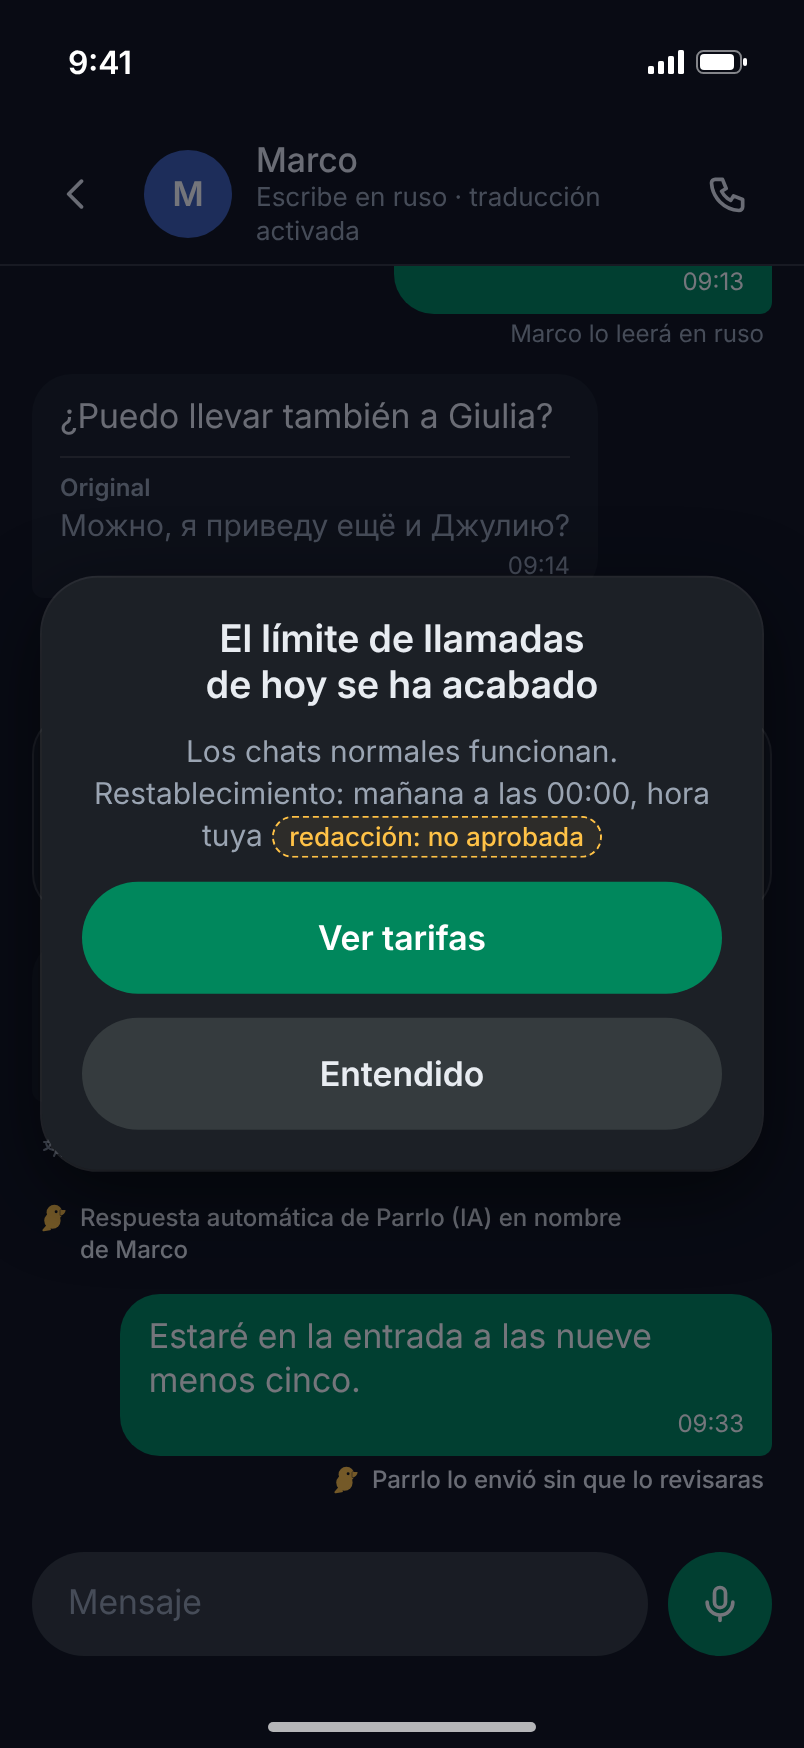 9:41
M
Marco
Escribe en ruso · traducción
activada
09:13
Marco lo leerá en ruso
¿Puedo llevar también a Giulia?
Original
Можно, я приведу ещё и Джулию?
09:14
El límite de llamadas
de hoy se ha acabado
Los chats normales funcionan.
Restablecimiento: mañana a las 00:00, hora
tuya redacción: no aprobada
Ver tarifas
Entendido
Respuesta automática de Parrlo (IA) en nombre
de Marco
Estaré en la entrada a las nueve
menos cinco.
09:33
Parrlo lo envió sin que lo revisaras
Mensaje